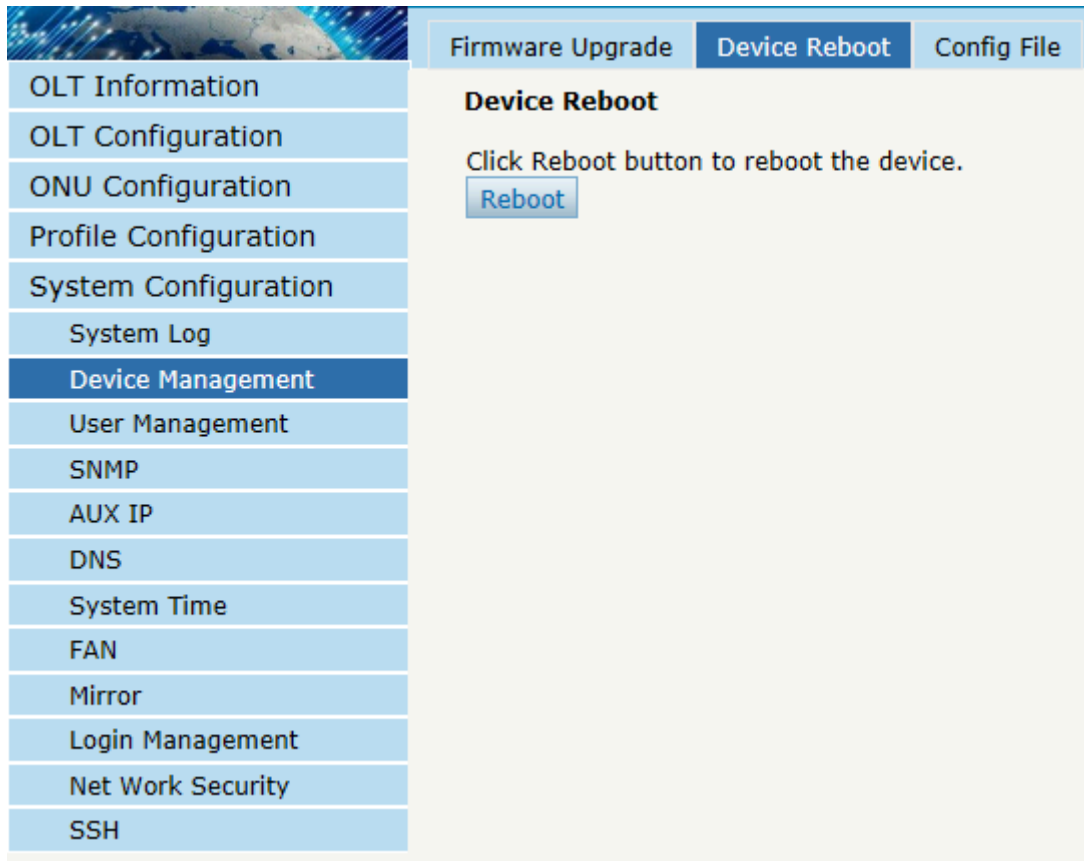 Firmware Upgrade Device Reboot Config File
OLT Information
OLT Configuration
ONU Configuration
Profile Configuration
System Configuration
System Log
Device Management
User Management
SNMP
AUX IP
DNS
System Time
FAN
Mirror
Login Management
Net Work Security
SSH
Device Reboot
Click Reboot button to reboot the device.
Reboot